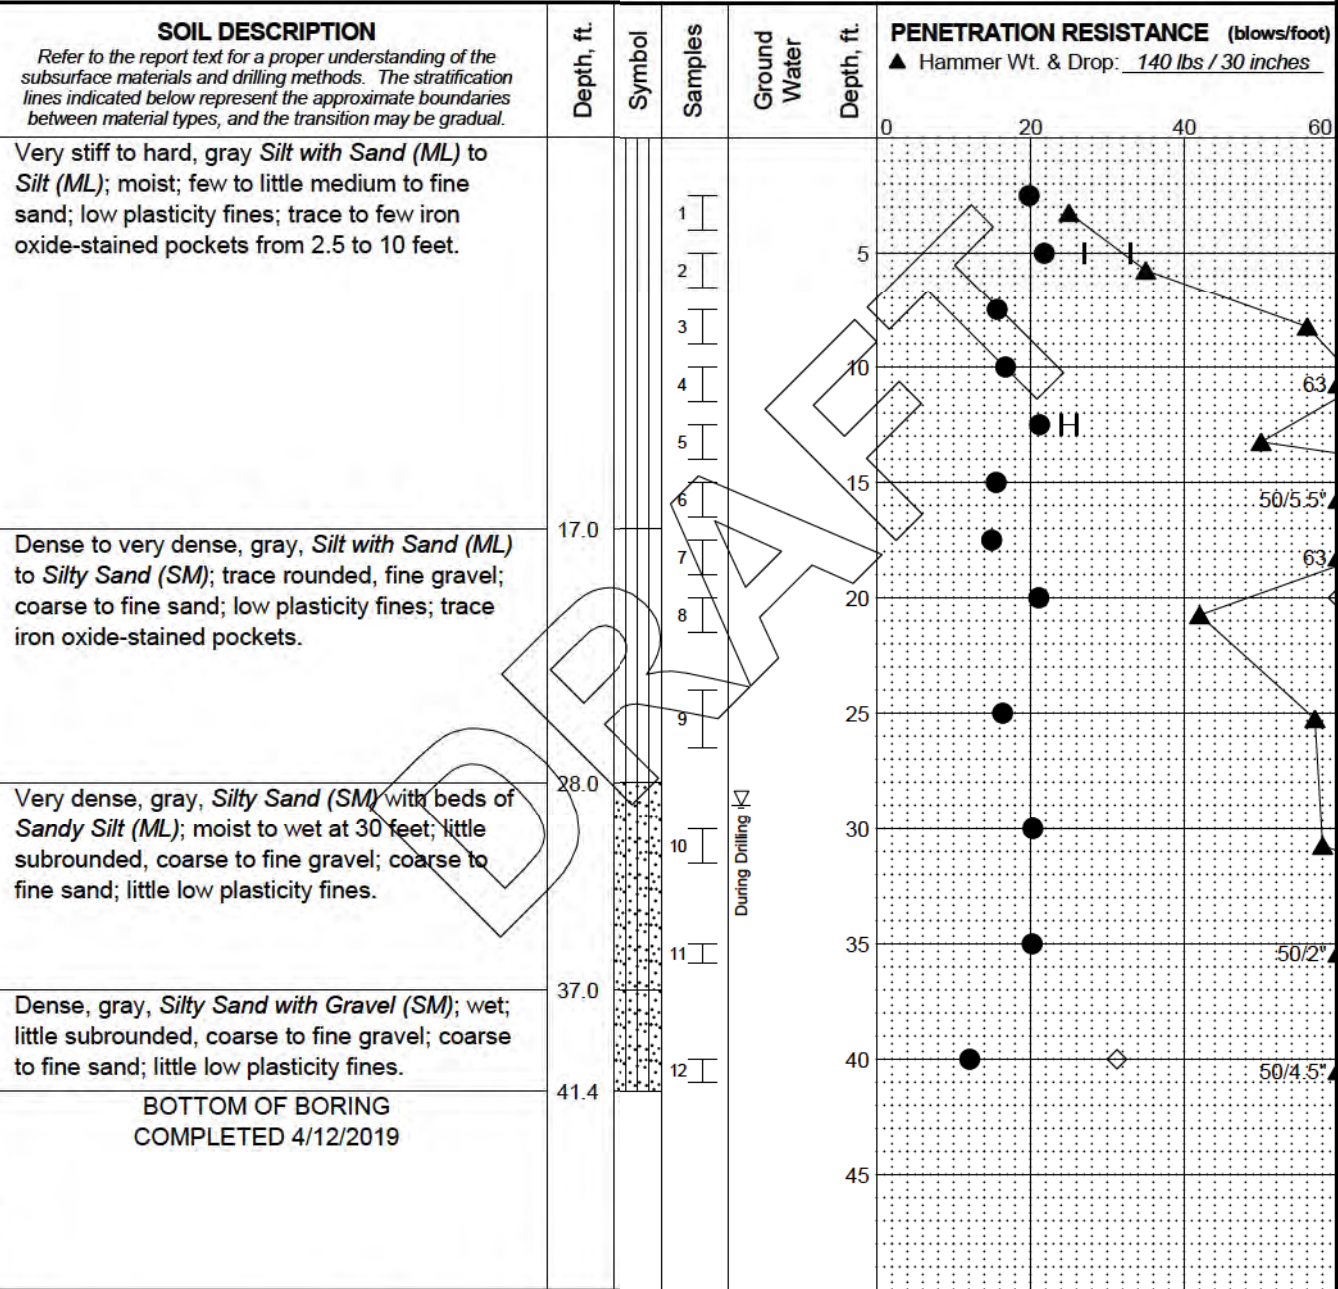 SOIL DESCRIPTION
Refer to the report text for a proper understanding of the
subsurface materials and drilling methods. The stratification
lines indicated below represent the approximate boundaries
between material types, and the transition may be gradual.
Depth, ft.
Symbol
Samples
Ground
Water
Depth, ft.
PENETRATION RESISTANCE (blows/foot)
▲ Hammer Wt. & Drop: 140 lbs / 30 inches
0 20 40 60
Very stiff to hard, gray Silt with Sand (ML) to
Silt (ML); moist; few to little medium to fine
sand; low plasticity fines; trace to few iron
oxide-stained pockets from 2.5 to 10 feet.
17.0
Dense to very dense, gray, Silt with Sand (ML)
to Silty Sand (SM); trace rounded, fine gravel;
coarse to fine sand; low plasticity fines; trace
iron oxide-stained pockets.
28.0
Very dense, gray, Silty Sand (SM) with beds of
Sandy Silt (ML); moist to wet at 30 feet; little
subrounded, coarse to fine gravel; coarse to
fine sand; little low plasticity fines.
37.0
Dense, gray, Silty Sand with Gravel (SM); wet;
little subrounded, coarse to fine gravel; coarse
to fine sand; little low plasticity fines.
41.4
BOTTOM OF BORING
COMPLETED 4/12/2019
1
2
3
4
5
6
7
8
9
10
11
12
During Drilling
5
10
15
20
25
30
35
40
45
63
50/5.5"
63
50/2"
50/4.5"
DRAFT